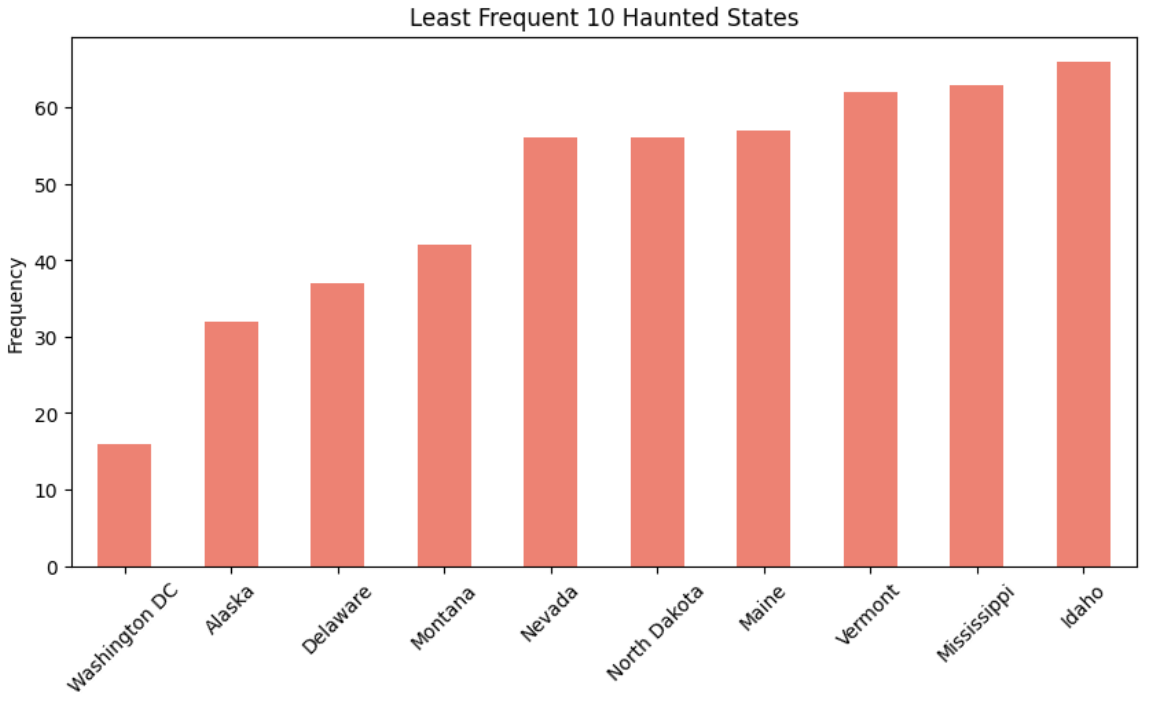 Least Frequent 10 Haunted States
Frequency
60
50
40
30
20
10
0
Washington DC
Alaska
Delaware
Montana
Nevada
North Dakota
Maine
Vermont
Mississippi
Idaho